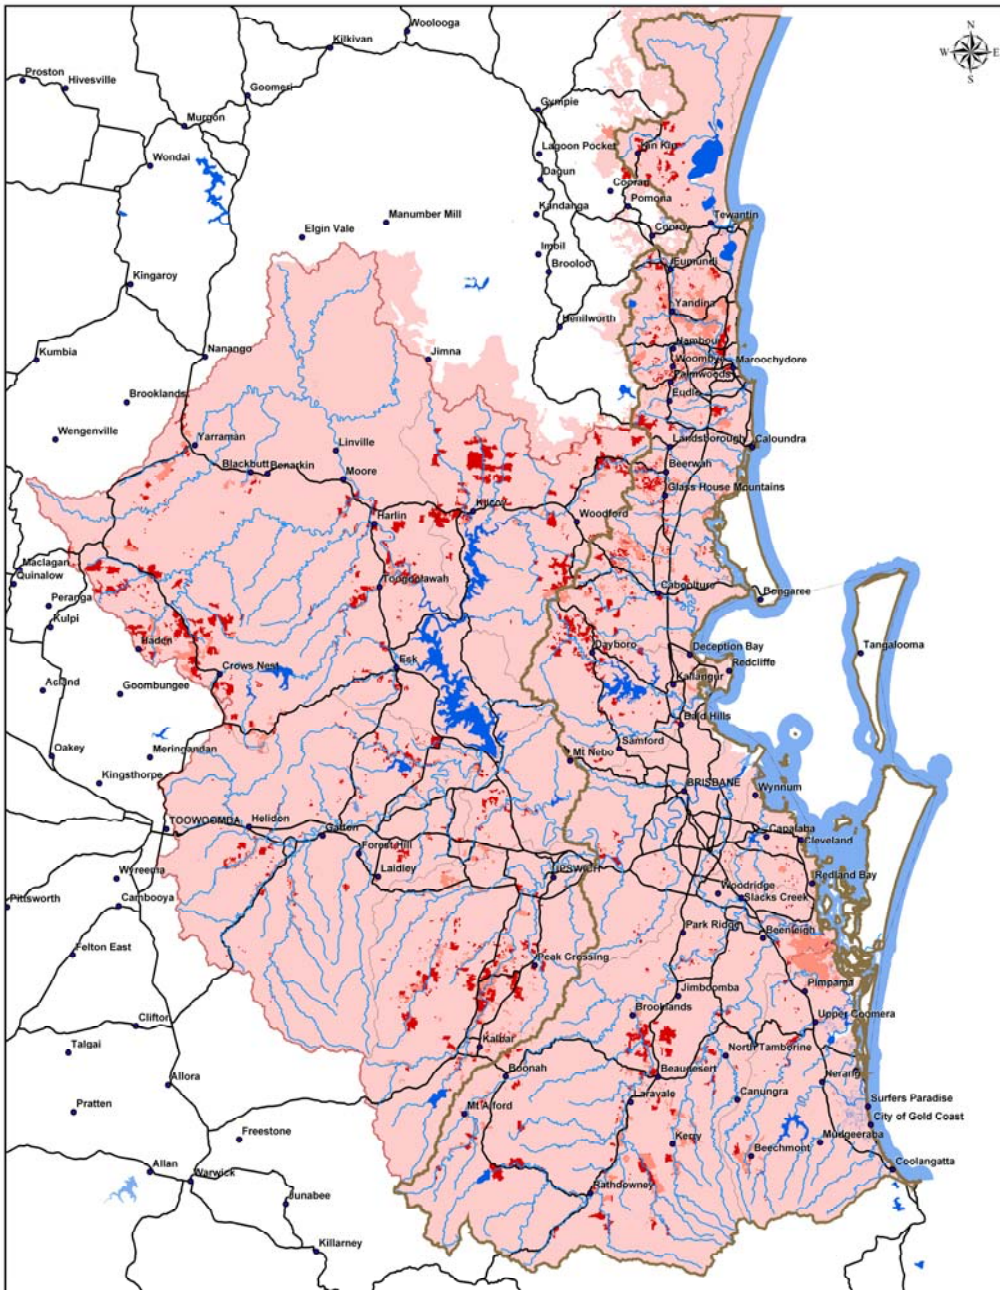 Woolooga
Kilkivan
N
W E
S
Proston
Hivesville
Goomeri
Gympie
Murgon
Lagoon Pocket
Kin Kin
Wondai
Dagun
Cooran
Pomona
Kandanga
Manumber Mill
Tewantin
Elgin Vale
Cooroy
Imbil
Brooloo
Eumundi
Kingaroy
Yandina
Kenilworth
Nambour
Kumbia
Nanango
Jimna
Woombye
Maroochydore
Palmwoods
Eudlo
Brooklands
Wengenville
Yarraman
Linville
Landsborough
Caloundra
Blackbutt
Benarkin
Moore
Beerwah
Glass House Mountains
Kilcoy
Harlin
Woodford
Maclagan
Quinalow
Toogoolawah
Caboolture
Bongaree
Peranga
Kulpi
Haden
Dayboro
Deception Bay
Tangalooma
Esk
Redcliffe
Crows Nest
Kallangur
Acland
Goombungee
Bald Hills
Samford
Oakey
Meringandan
Mt Nebo
Kingsthorpe
BRISBANE
Wynnum
TOOWOOMBA
Helidon
Gatton
Capalaba
Cleveland
Forest Hill
Wyreema
Laidley
IPSWICH
Redland Bay
Woodridge
Slacks Creek
Pittsworth
Cambooya
Park Ridge
Beenleigh
Felton East
Peak Crossing
Jimboomba
Pimpama
Brooklands
Clifton
Upper Coomera
Talgai
Kalbar
North Tamborine
Boonah
Beaudesert
Nerang
Allora
Laravale
Canungra
Surfers Paradise
Pratten
Mt Alford
City of Gold Coast
Freestone
Kerry
Mudgeeraba
Beechmont
Allan
Coolangatta
Warwick
Rathdowney
Junabee
Killarney